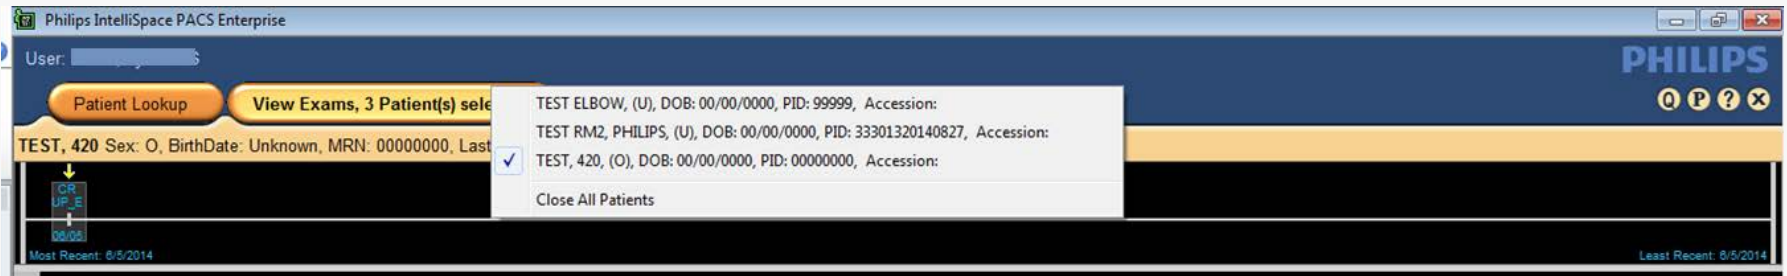 Philips IntelliSpace PACS Enterprise
User:
PHILIPS
Patient Lookup
View Exams, 3 Patient(s) sele
Q P ? X
TEST ELBOW, (U), DOB: 00/00/0000, PID: 99999, Accession:
TEST RM2, PHILIPS, (U), DOB: 00/00/0000, PID: 33301320140827, Accession:
TEST, 420, (O), DOB: 00/00/0000, PID: 00000000, Accession:
Close All Patients
TEST, 420 Sex: O, BirthDate: Unknown, MRN: 00000000, Last
CR
UP_E
06/05
Most Recent: 6/5/2014
Least Recent: 6/5/2014